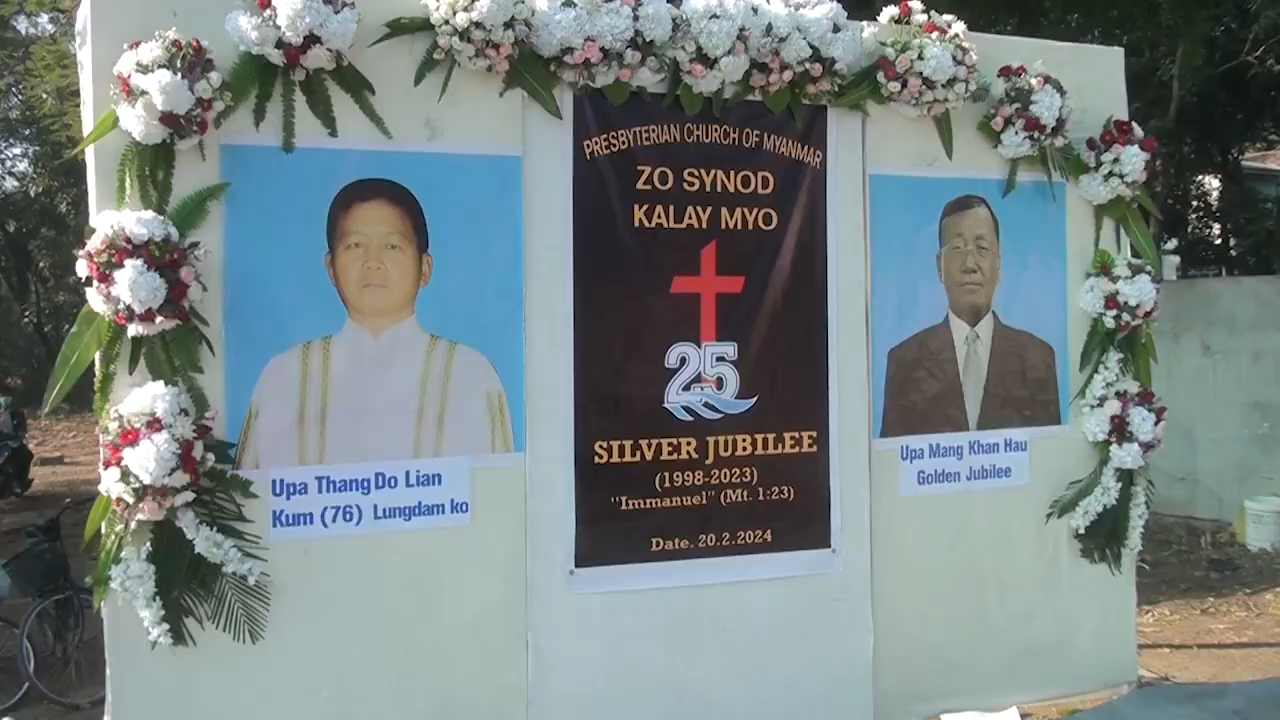 PRESBYTERIAN CHURCH OF MYANMAR
ZO SYNOD
KALAY MYO
25
SILVER JUBILEE
(1998-2023)
"Immanuel" (Mt. 1:23)
Date. 20.2.2024
Upa Thang Do Lian
Kum (76) Lungdam ko
Upa Mang Khan Hau
Golden Jubilee